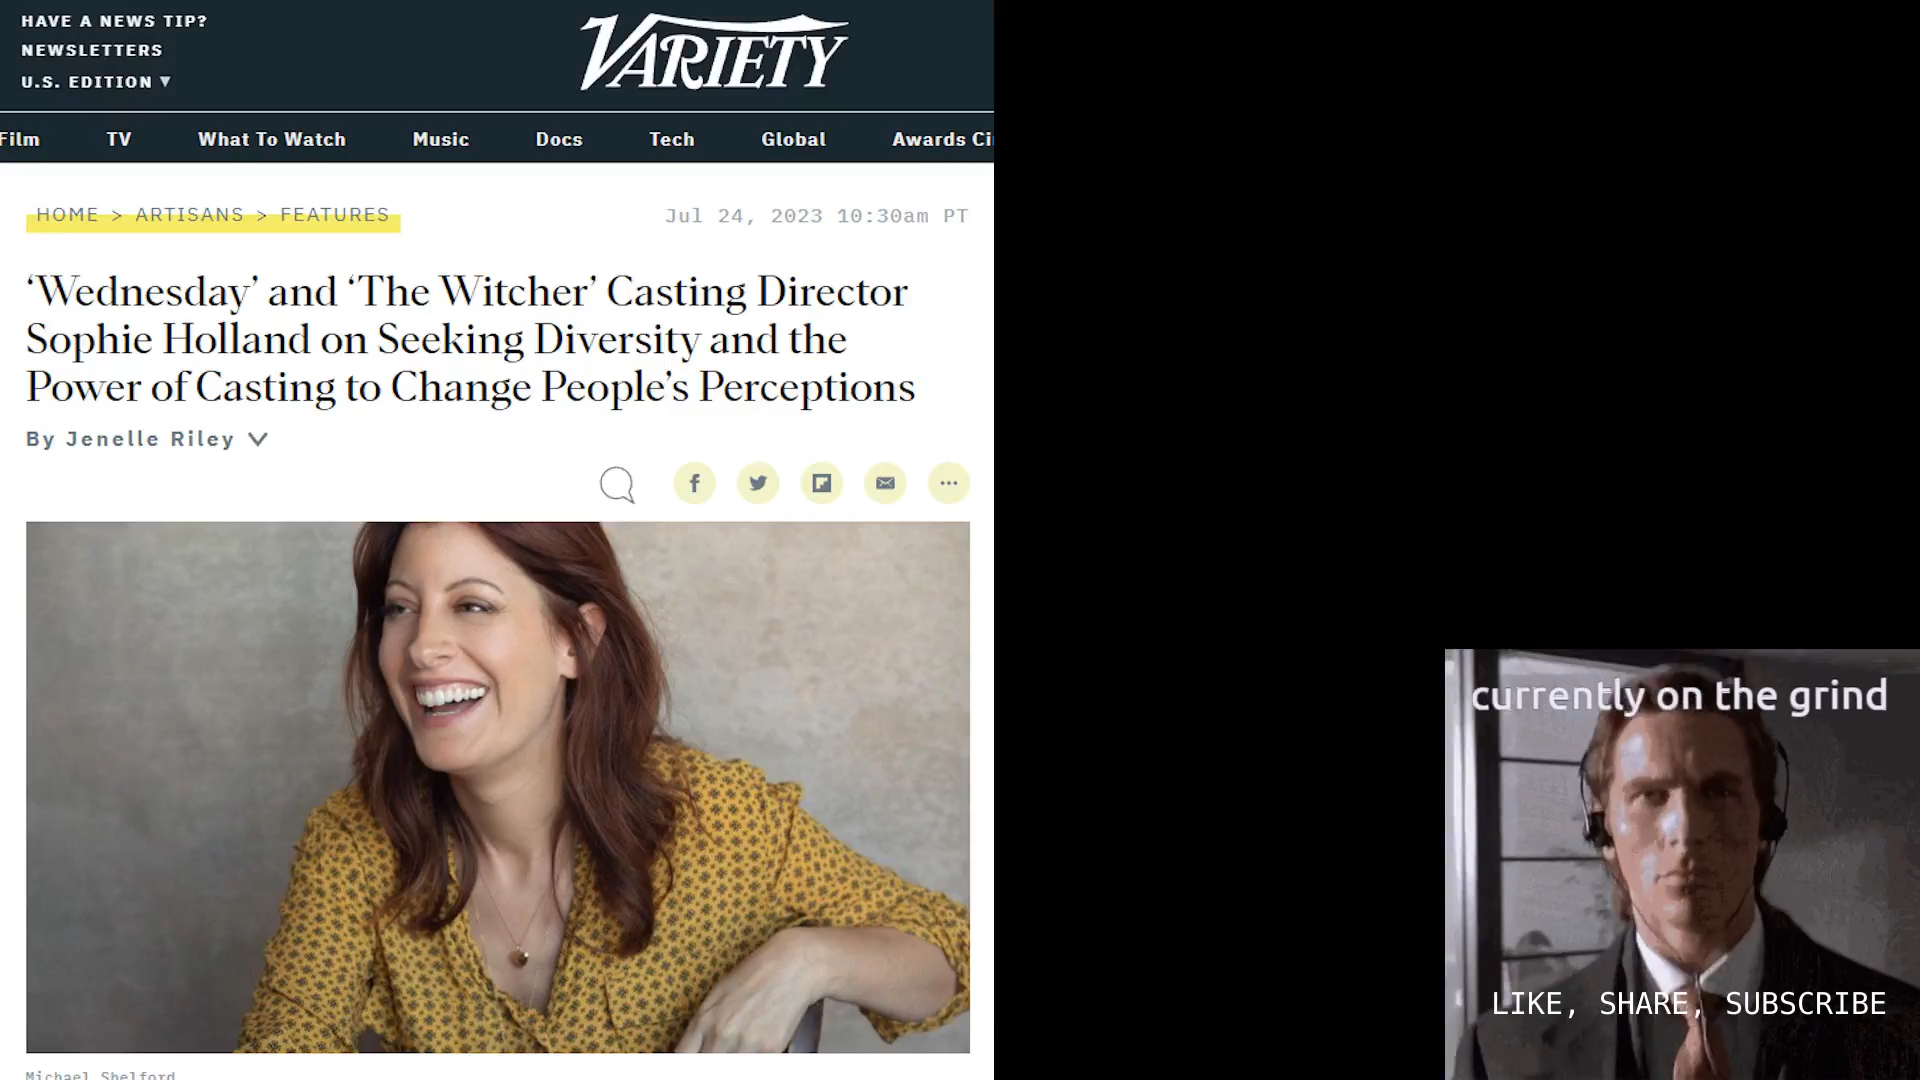 HAVE A NEWS TIP?
NEWSLETTERS
U.S. EDITION ▼
VARIETY
Film TV What To Watch Music Docs Tech Global Awards Ci
HOME > ARTISANS > FEATURES
Jul 24, 2023 10:30am PT
‘Wednesday’ and ‘The Witcher’ Casting Director
Sophie Holland on Seeking Diversity and the
Power of Casting to Change People’s Perceptions
By Jenelle Riley
Michael Shelford
currently on the grind
LIKE, SHARE, SUBSCRIBE